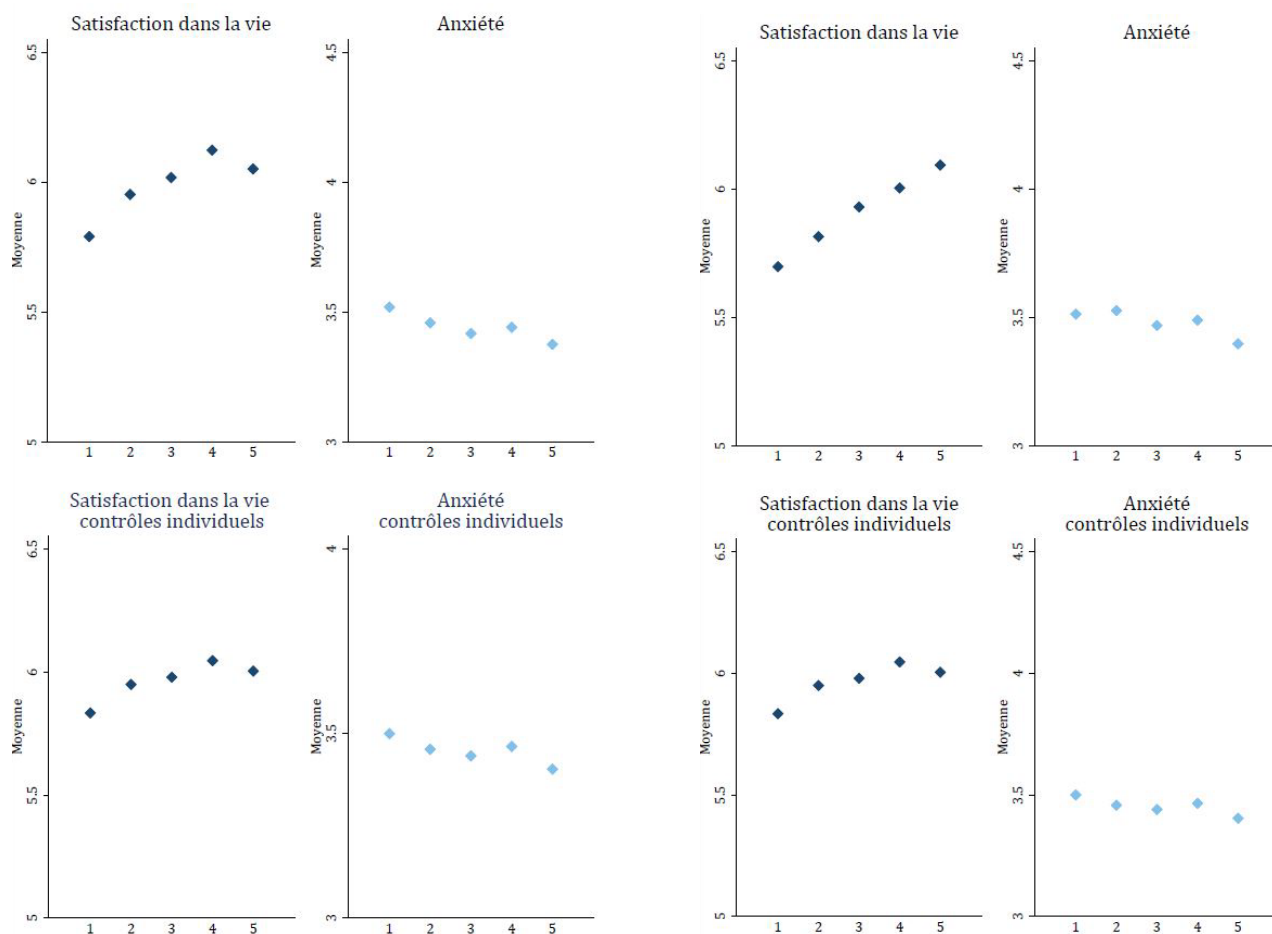 Satisfaction dans la vie
6.5
6
5.5
5
Moyenne
1 2 3 4 5
Anxiété
4.5
4
3.5
3
Moyenne
1 2 3 4 5
Satisfaction dans la vie
6.5
6
5.5
5
Moyenne
1 2 3 4 5
Anxiété
4.5
4
3.5
3
Moyenne
1 2 3 4 5
Satisfaction dans la vie
contrôles individuels
6.5
6
5.5
5
Moyenne
1 2 3 4 5
Anxiété
contrôles individuels
4
3.5
3
Moyenne
1 2 3 4 5
Satisfaction dans la vie
contrôles individuels
6.5
6
5.5
5
Moyenne
1 2 3 4 5
Anxiété
contrôles individuels
4.5
4
3.5
3
Moyenne
1 2 3 4 5